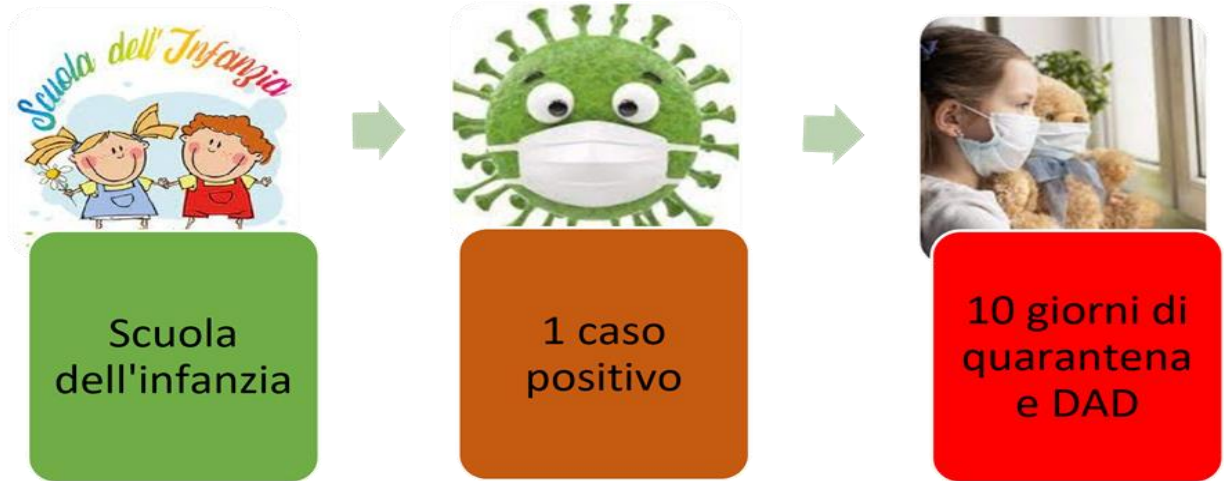 Scuola dell'Infanzia
Scuola
dell'infanzia
1 caso
positivo
10 giorni di
quarantena
e DAD